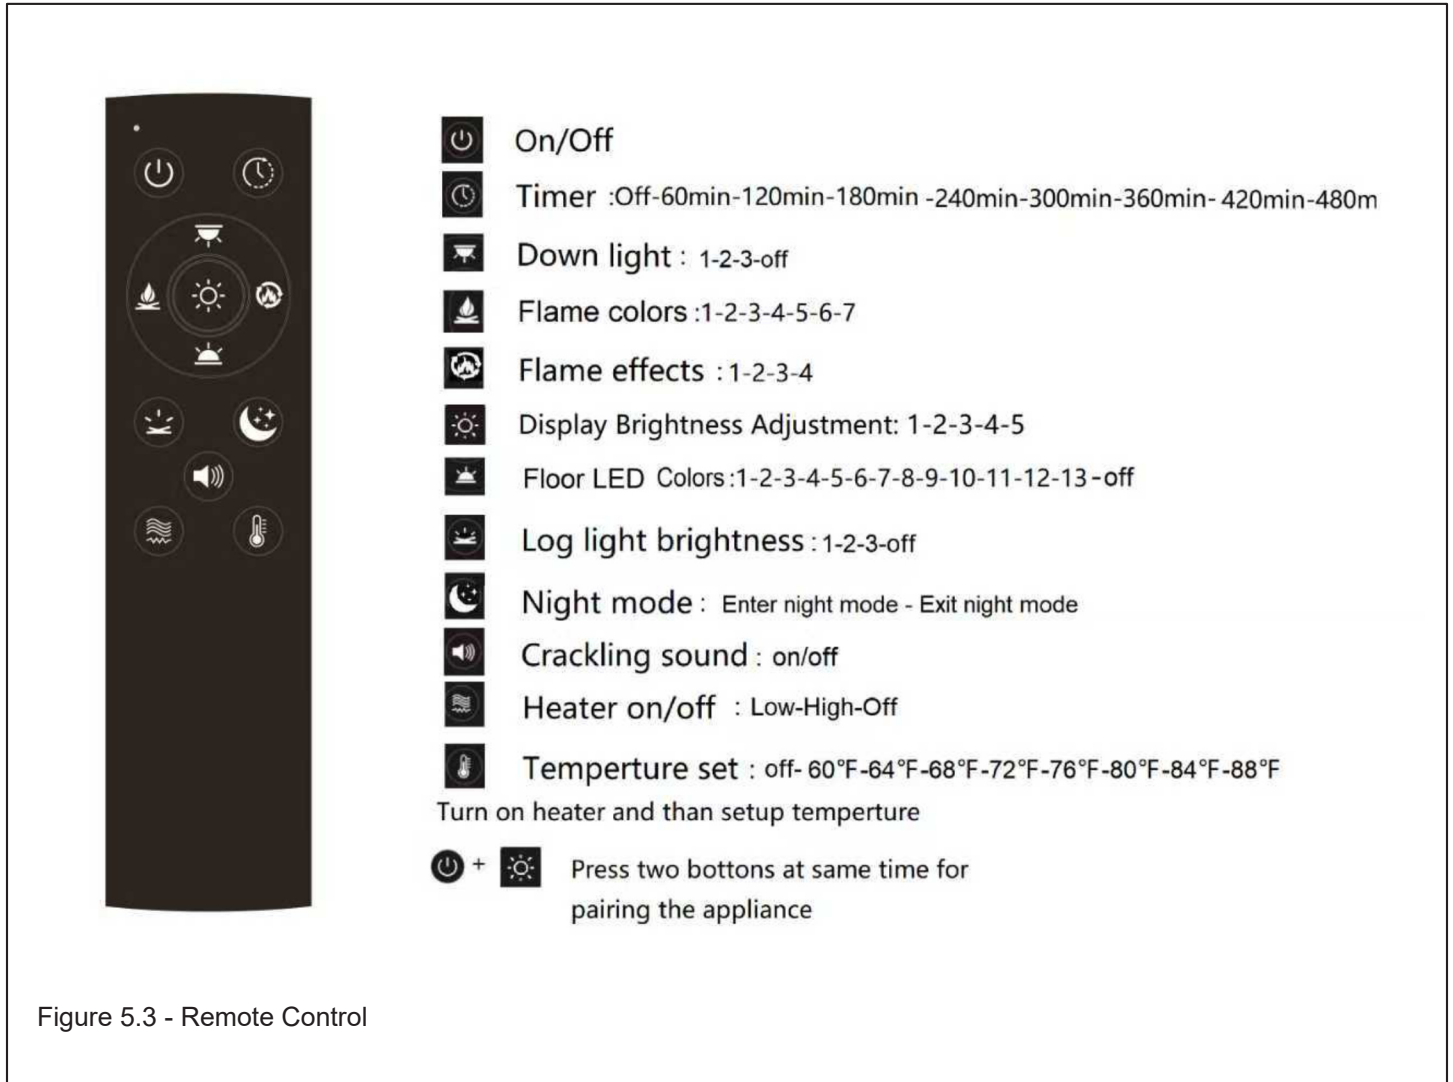 On/Off
Timer :Off-60min-120min-180min -240min-300min-360min- 420min-480m
Down light : 1-2-3-off
Flame colors :1-2-3-4-5-6-7
Flame effects :1-2-3-4
Display Brightness Adjustment: 1-2-3-4-5
Floor LED Colors :1-2-3-4-5-6-7-8-9-10-11-12-13-off
Log light brightness : 1-2-3-off
Night mode : Enter night mode - Exit night mode
Crackling sound : on/off
Heater on/off : Low-High-Off
Temperture set : off- 60°F-64°F-68°F-72°F-76°F-80°F-84°F-88°F
Turn on heater and than setup temperture
+ Press two bottons at same time for
pairing the appliance
Figure 5.3 - Remote Control